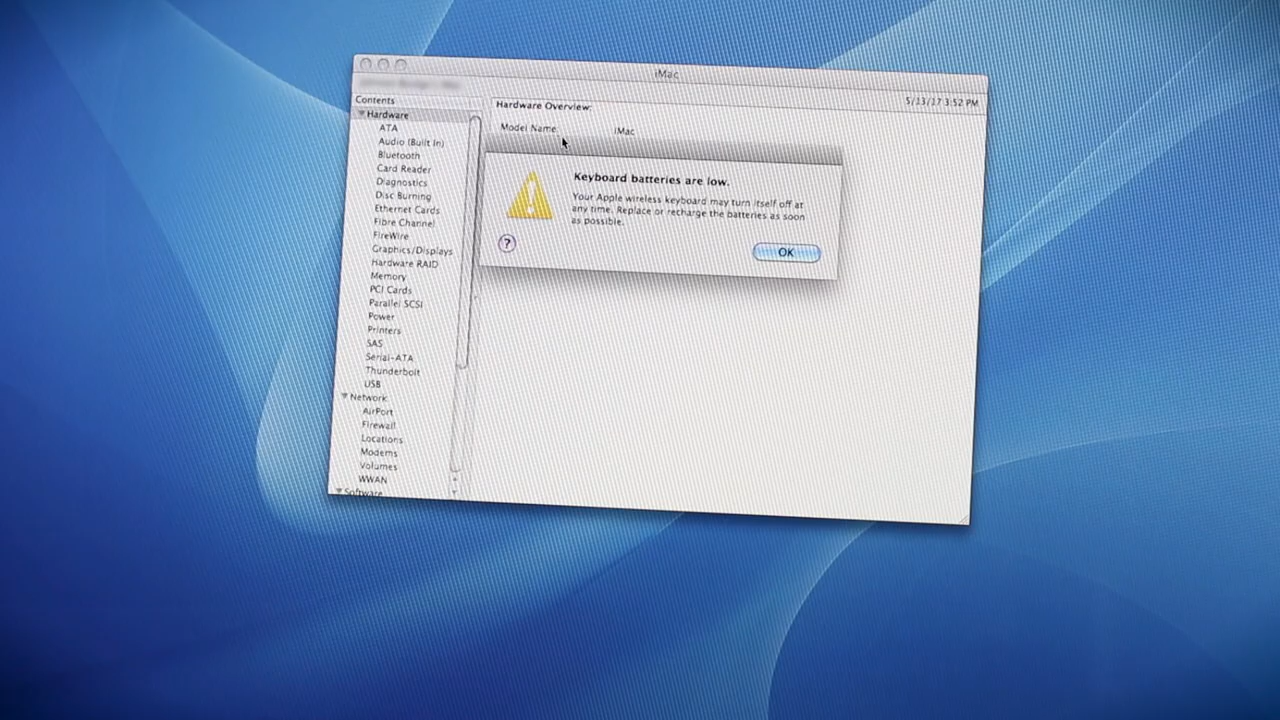 iMac
5/13/17 3:52 PM
Contents
Hardware
ATA
Audio (Built In)
Bluetooth
Card Reader
Diagnostics
Disc Burning
Ethernet Cards
Fibre Channel
FireWire
Graphics/Displays
Hardware RAID
Memory
PCI Cards
Parallel SCSI
Power
Printers
SAS
Serial-ATA
Thunderbolt
USB
Network
AirPort
Firewall
Locations
Modems
Volumes
WWAN
Software
Hardware Overview:
Model Name: iMac
Keyboard batteries are low.
Your Apple wireless keyboard may turn itself off at
any time. Replace or recharge the batteries as soon
as possible.
?
OK